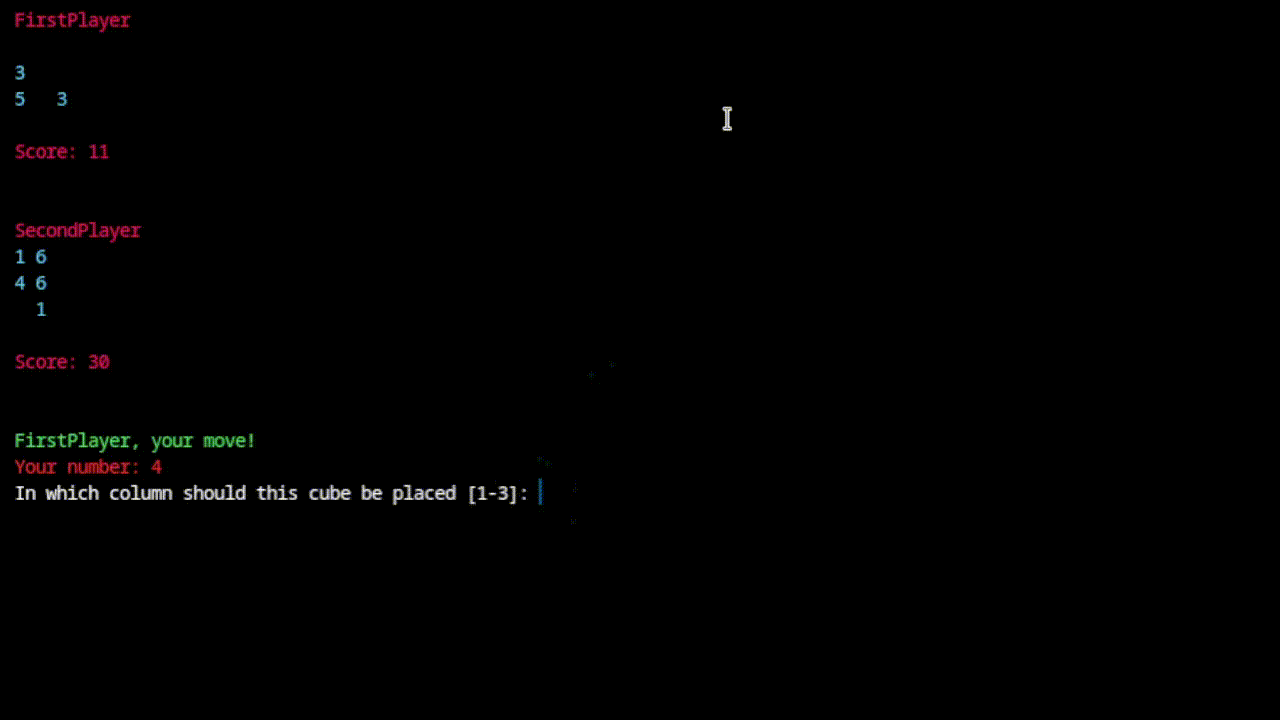 FirstPlayer
3
5   3
Score: 11
SecondPlayer
1 6
4 6
  1
Score: 30
FirstPlayer, your move!
Your number: 4
In which column should this cube be placed [1-3]: